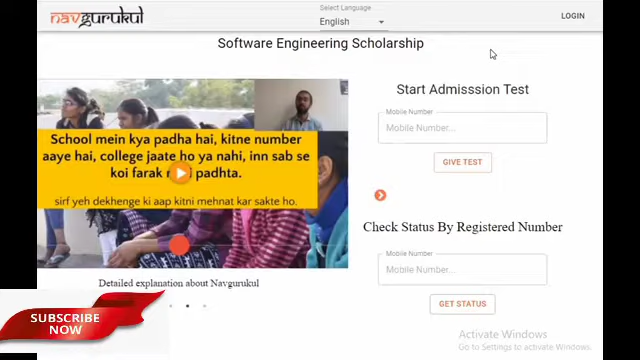 navgurukul
Select Language
English
LOGIN
Software Engineering Scholarship
School mein kya padha hai, kitne number
aaye hai, college jaate ho ya nahi, inn sab se
koi farak padhta.
sirf yeh dekhenge ki aap kitni mehnat kar sakte ho.
Detailed explanation about Navgurukul
Start Admisssion Test
Mobile Number
Mobile Number...
GIVE TEST
Check Status By Registered Number
Mobile Number
Mobile Number...
GET STATUS
SUBSCRIBE
NOW
Activate Windows
Go to Settings to activate Windows.